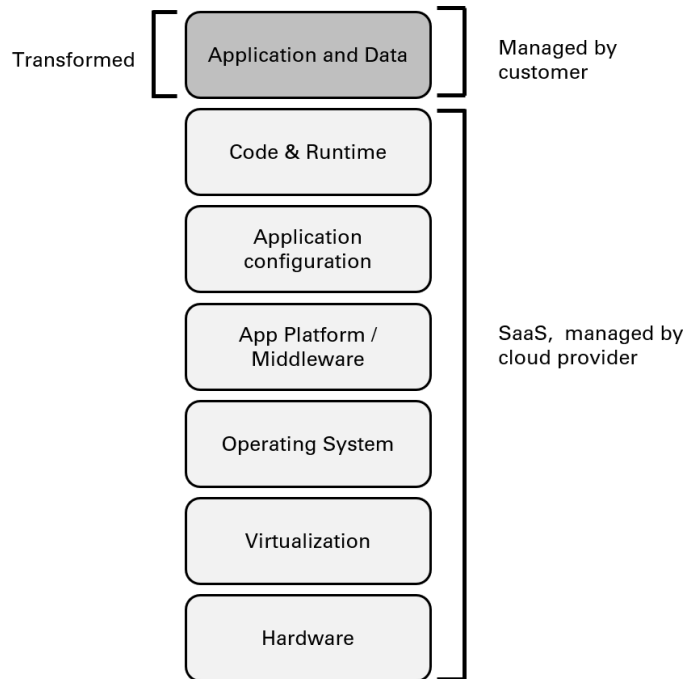 Transformed
Application and Data
Managed by
customer
Code & Runtime
Application
configuration
App Platform /
Middleware
SaaS,  managed by
cloud provider
Operating System
Virtualization
Hardware